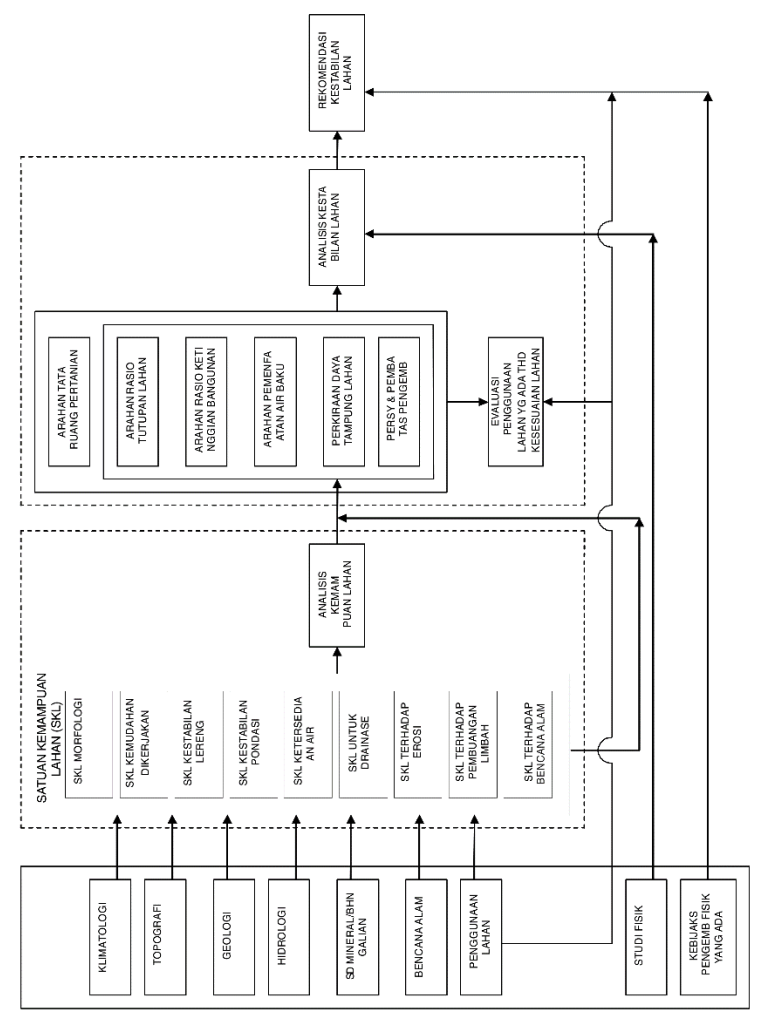 KLIMATOLOGI
TOPOGRAFI
GEOLOGI
HIDROLOGI
SD MINERAL/BHN
GALIAN
BENCANA ALAM
PENGGUNAAN
LAHAN
STUDI FISIK
KEBIJAKS
PENGEMB FISIK
YANG ADA
SATUAN KEMAMPUAN
LAHAN (SKL)
SKL MORFOLOGI
SKL KEMUDAHAN
DIKERJAKAN
SKL KESTABILAN
LERENG
SKL KESTABILAN
PONDASI
SKL KETERSEDIA
AN AIR
SKL UNTUK
DRAINASE
SKL TERHADAP
EROSI
SKL TERHADAP
PEMBUANGAN
LIMBAH
SKL TERHADAP
BENCANA ALAM
ANALISIS
KEMAM
PUAN LAHAN
ARAHAN TATA
RUANG PERTANIAN
ARAHAN RASIO
TUTUPAN LAHAN
ARAHAN RASIO KETI
NGGIAN BANGUNAN
ARAHAN PEMENFA
ATAN AIR BAKU
PERKIRAAN DAYA
TAMPUNG LAHAN
PERSY & PEMBA
TAS PENGEMB
EVALUASI
PENGGUNAAN
LAHAN YG ADA THD
KESESUAIAN LAHAN
ANALISIS KESTA
BILAN LAHAN
REKOMENDASI
KESTABILAN
LAHAN